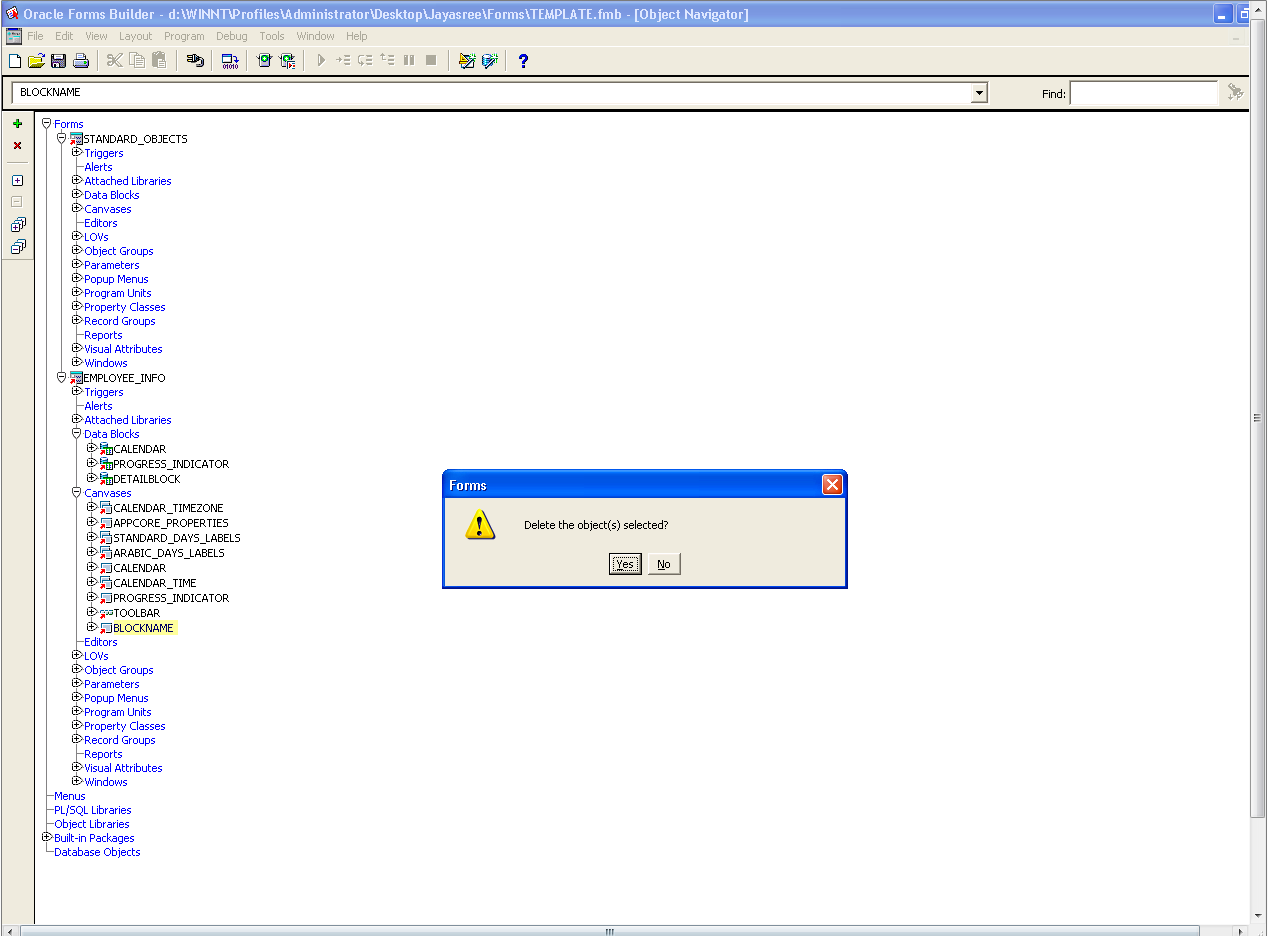 Oracle Forms Builder - d:\WINNT\Profiles\Administrator\Desktop\Jayasree\Forms\TEMPLATE.fmb - [Object Navigator]
File Edit View Layout Program Debug Tools Window Help
BLOCKNAME Find:
Forms
STANDARD_OBJECTS
Triggers
Alerts
Attached Libraries
Data Blocks
Canvases
Editors
LOVs
Object Groups
Parameters
Popup Menus
Program Units
Property Classes
Record Groups
Reports
Visual Attributes
Windows
EMPLOYEE_INFO
Triggers
Alerts
Attached Libraries
Data Blocks
CALENDAR
PROGRESS_INDICATOR
DETAILBLOCK
Canvases
CALENDAR_TIMEZONE
APPCORE_PROPERTIES
STANDARD_DAYS_LABELS
ARABIC_DAYS_LABELS
CALENDAR
CALENDAR_TIME
PROGRESS_INDICATOR
TOOLBAR
BLOCKNAME
Editors
LOVs
Object Groups
Parameters
Popup Menus
Program Units
Property Classes
Record Groups
Reports
Visual Attributes
Windows
Menus
PL/SQL Libraries
Object Libraries
Built-in Packages
Database Objects
Forms
Delete the object(s) selected?
Yes No